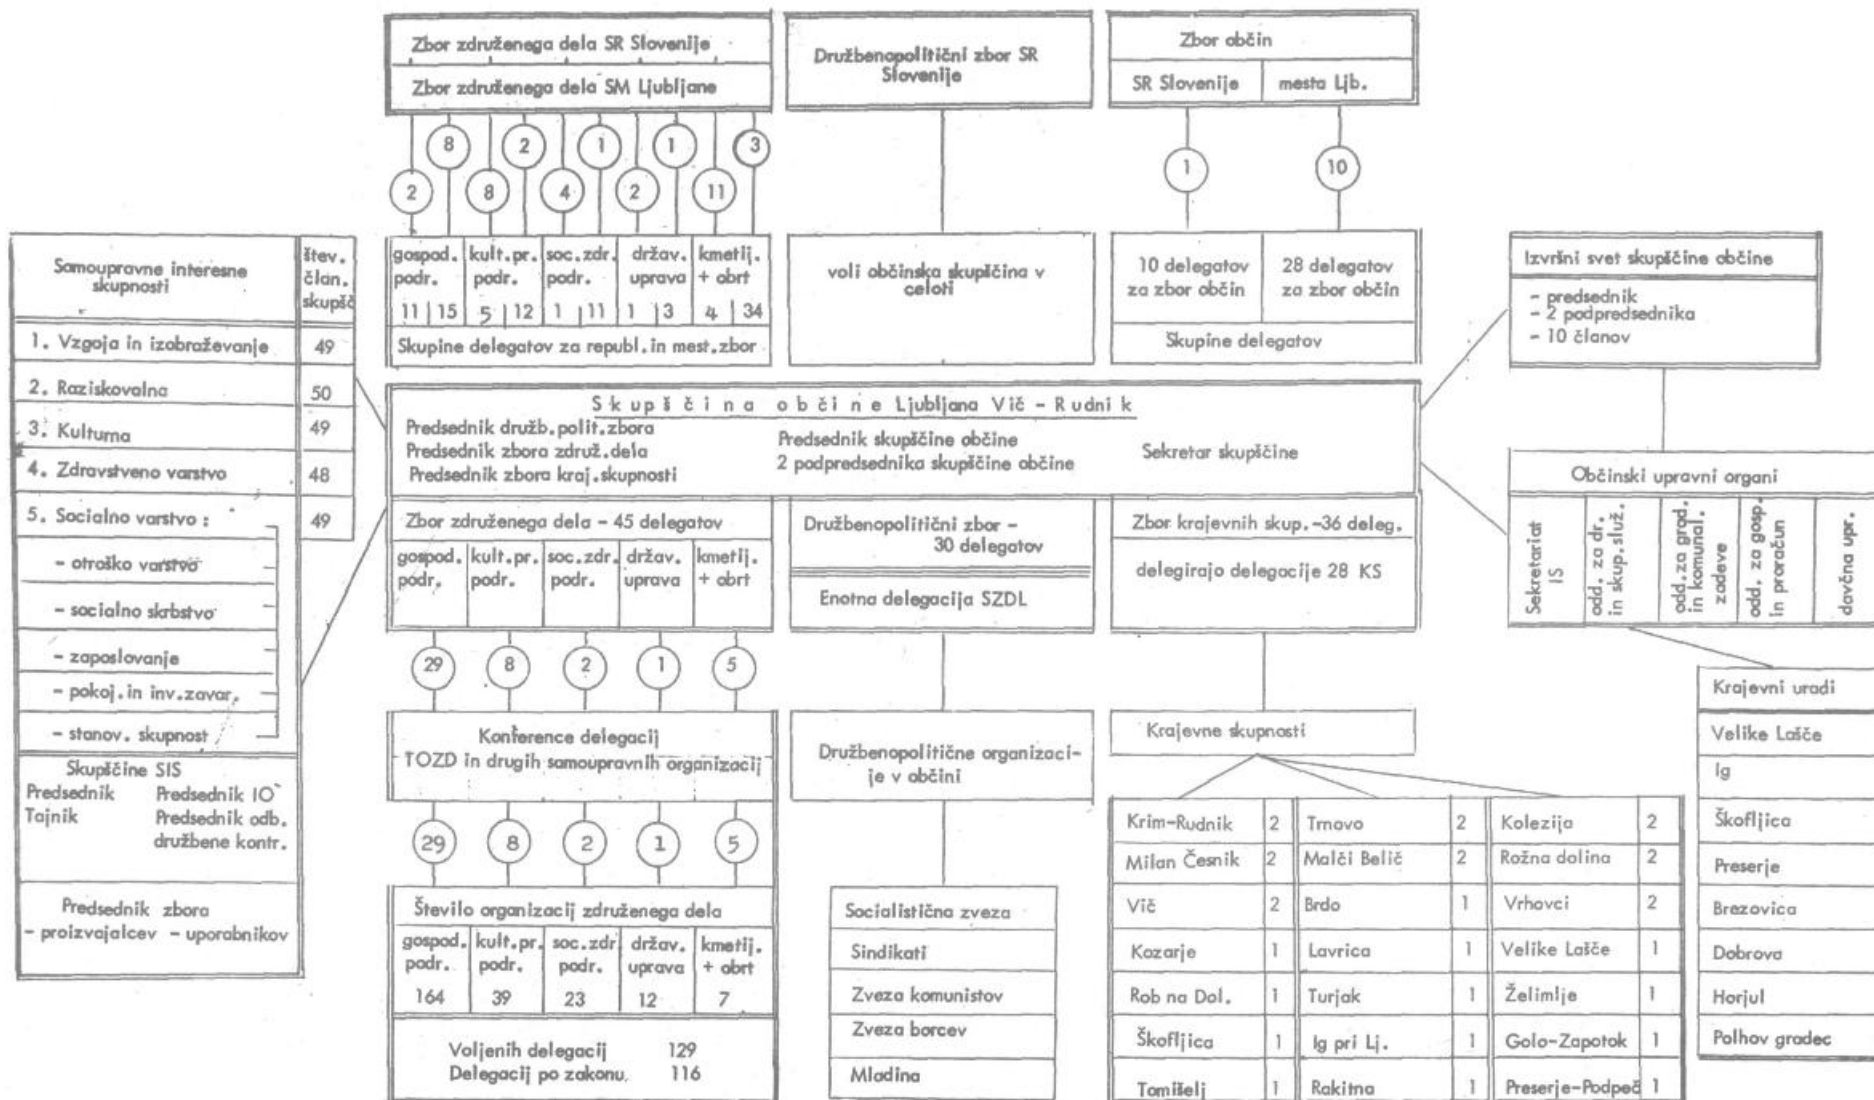 Zbor združenega dela SR Slovenije
Zbor združenega dela SM Ljubljane
Družbenopolitični zbor SR
Slovenije
Zbor občin
SR Slovenije
mesta Ljb.
8
2
1
1
3
2
8
4
2
11
1
10
gospod. podr.
kult.pr. podr.
soc.zdr. podr.
držav. uprava
kmetij. + obrt
11 | 15
5 | 12
1 | 11
1 | 3
4 | 34
Skupine delegatov za republ.in mest.zbor
voli občinska skupščina v
celoti
10 delegatov
za zbor občin
28 delegatov
za zbor občin
Skupine delegatov
Samoupravne interesne
skupnosti
štev.
član.
skupšč
1. Vzgoja in izobraževanje 49
2. Raziskovalna 50
3. Kulturna 49
4. Zdravstveno varstvo 48
5. Socialno varstvo : 49
- otroško varstvo
- socialno skrbstvo
- zaposlovanje
- pokoj.in inv.zavar.
- stanov. skupnost
Skupščine SIS
Predsednik Predsednik IO
Tajnik Predsednik odb.
družbene kontr.
Predsednik zbora
- proizvajalcev - uporabnikov
Skupščina občine Ljubljana Vič - Rudnik
Predsednik družb.polit.zbora
Predsednik zbora združ.dela
Predsednik zbora kraj.skupnosti
Predsednik skupščine občine
2 podpredsednika skupščine občine
Sekretar skupščine
Izvršni svet skupščine občine
- predsednik
- 2 podpredsednika
- 10 članov
Občinski upravni organi
Sekretariat
IS
odd. za dr.
in skup.služ.
odd.za grad.
in komunal.
zadeve
odd. za gosp.
in proračun
davčna upr.
Krajevni uradi
Velike Lašče
Ig
Škofljica
Preserje
Brezovica
Dobrova
Horjul
Polhov gradec
Zbor združenega dela - 45 delegatov
gospod. podr.
kult.pr. podr.
soc.zdr. podr.
držav. uprava
kmetij. + obrt
29
8
2
1
5
Konference delegacij
TOZD in drugih samoupravnih organizacij
29
8
2
1
5
Število organizacij združenega dela
gospod. podr.
kult.pr. podr.
soc.zdr podr.
držav. uprava
kmetij. + obrt
164
39
23
12
7
Voljenih delegacij 129
Delegacij po zakonu. 116
Družbenopolitični zbor -
30 delegatov
Enotna delegacija SZDL
Družbenopolitične organizaci-
je v občini
Socialistična zveza
Sindikati
Zveza komunistov
Zveza borcev
Mladina
Zbor krajevnih skup.-36 deleg.
delegirajo delegacije 28 KS
Krajevne skupnosti
Krim-Rudnik 2 Trnovo 2 Kolezija 2
Milan Česnik 2 Malči Belič 2 Rožna dolina 2
Vič 2 Brdo 1 Vrhovci 2
Kozarje 1 Lavrica 1 Velike Lašče 1
Rob na Dol. 1 Turjak 1 Želimlje 1
Škofljica 1 Ig pri Lj. 1 Golo-Zapotok 1
Tomišelj 1 Rakitna 1 Preserje-Podpeč 1